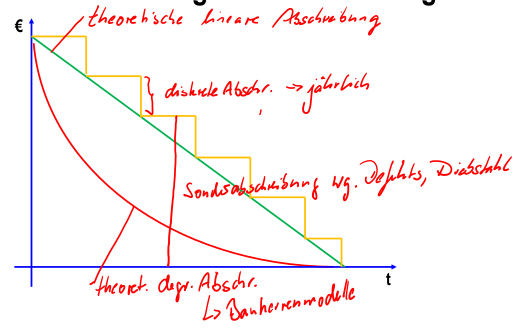 €
theoretische lineare Abschreibung
diskrete Abschr. -> jährlich
Sonderabschreibung wg. Defekts, Diebstahl
t
theoret. degr. Abschr.
↳ Bauherrenmodelle